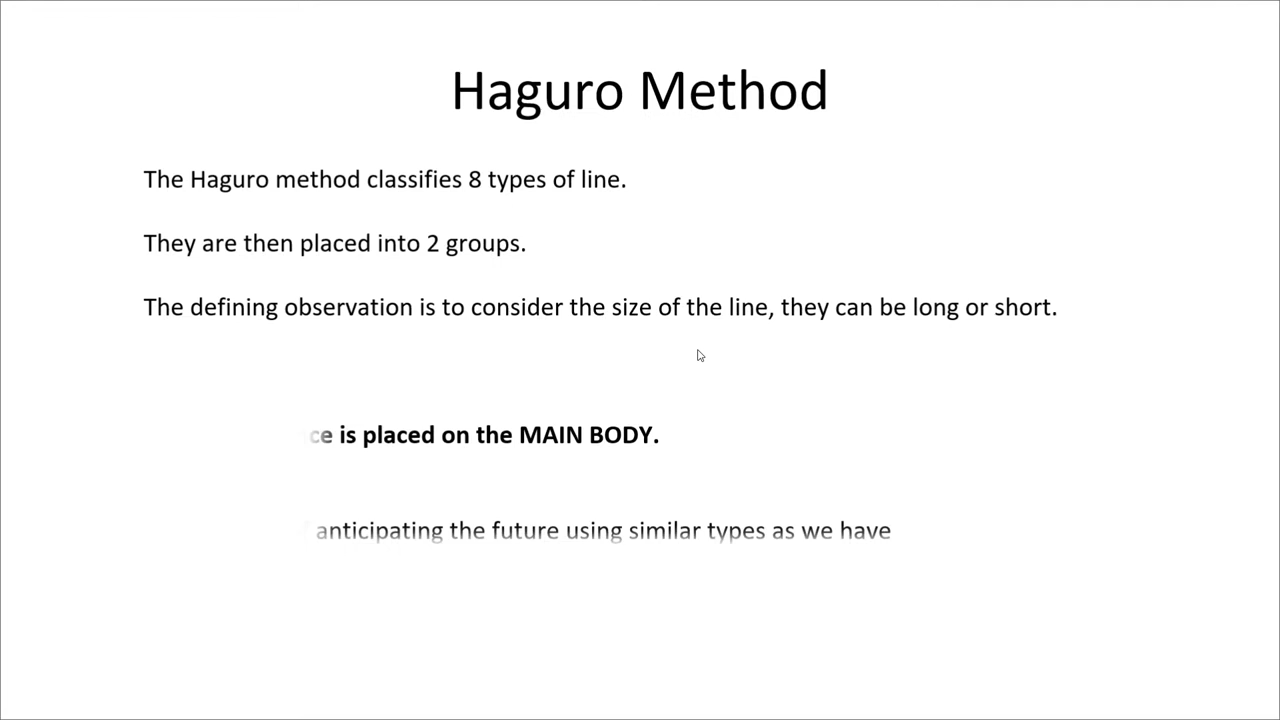 Haguro Method
The Haguro method classifies 8 types of line.
They are then placed into 2 groups.
The defining observation is to consider the size of the line, they can be long or short.
is placed on the MAIN BODY.
anticipating the future using similar types as we have